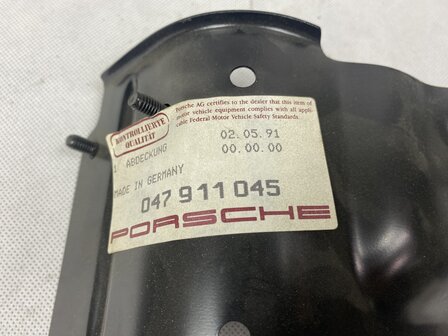 Porsche AG certifies to the dealer that this item of
motor vehicle equipment complies with all appli-
cable Federal Motor Vehicle Safety Standards.
KONTROLLIERTE
QUALITÄT
02.05.91
1 ABDECKUNG
00.00.00
MADE IN GERMANY
047 911 045
PORSCHE